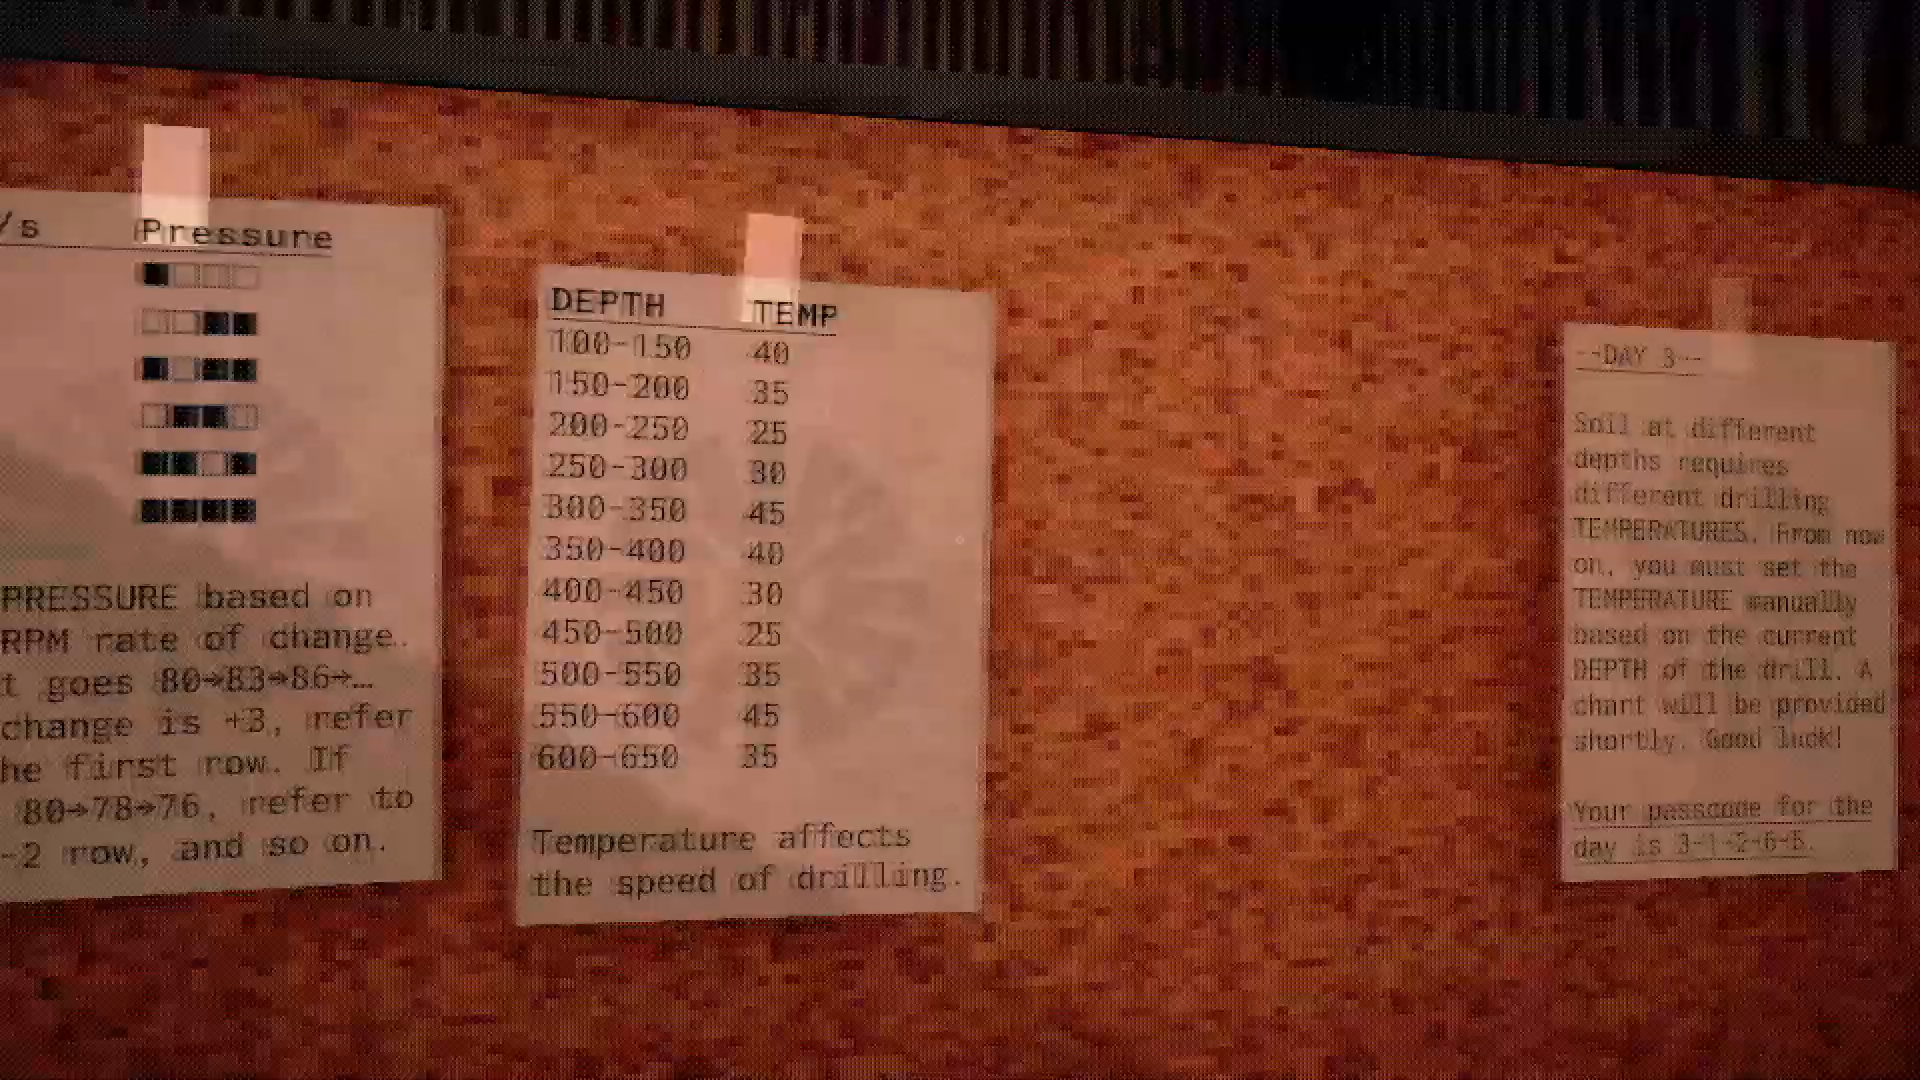 /s Pressure
PRESSURE based on
RPM rate of change.
t goes 80→83→86→…
change is +3, refer
he first row. If
80→78→76, refer to
-2 row, and so on.
DEPTH TEMP
100-150 40
150-200 35
200-250 25
250-300 30
300-350 45
350-400 40
400-450 30
450-500 25
500-550 35
550-600 45
600-650 35
Temperature affects
the speed of drilling.
--DAY 3--
Soil at different
depths requires
different drilling
TEMPERATURES. From now
on, you must set the
TEMPERATURE manually
based on the current
DEPTH of the drill. A
chart will be provided
shortly. Good luck!
Your passcode for the
day is 3-1-2-6-5.